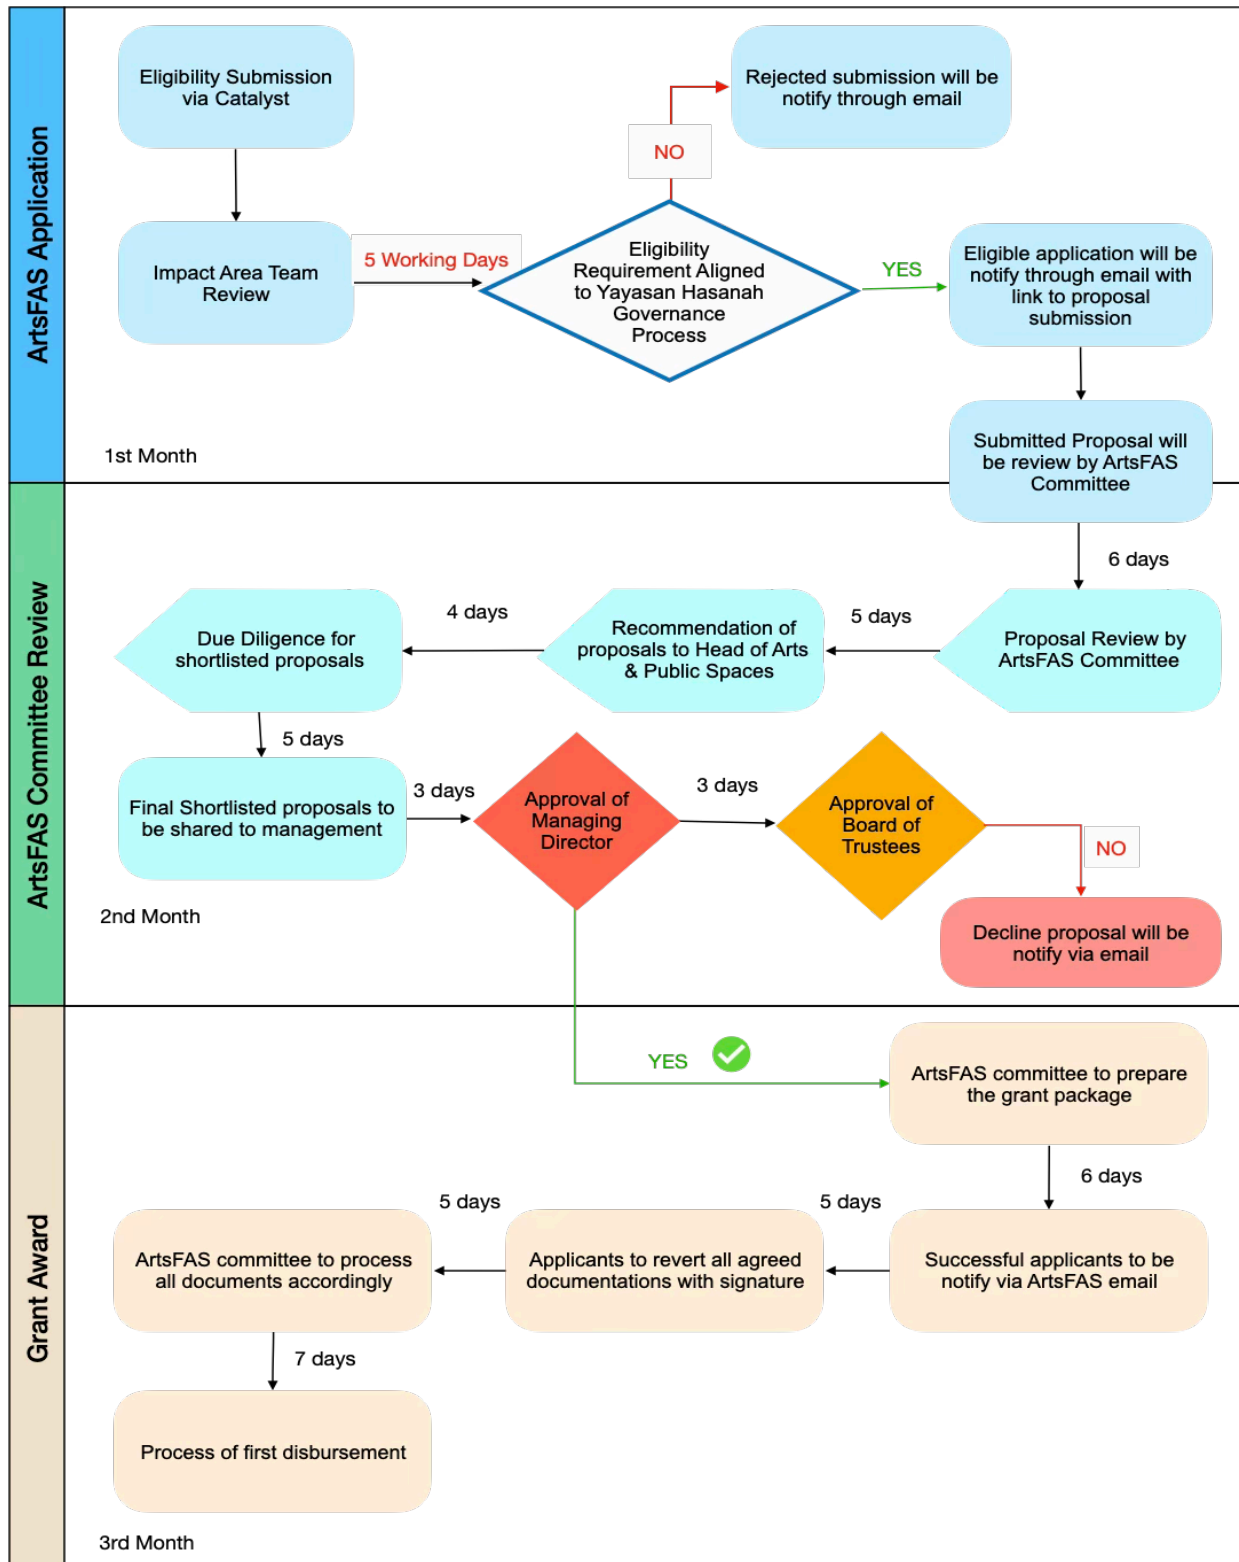 ArtsFAS Application
Eligibility Submission
via Catalyst
Rejected submission will be
notify through email
NO
Impact Area Team
Review
5 Working Days
Eligibility
Requirement Aligned
to Yayasan Hasanah
Governance
Process
YES
Eligible application will be
notify through email with
link to proposal
submission
Submitted Proposal will
be review by ArtsFAS
Committee
1st Month
ArtsFAS Committee Review
6 days
Proposal Review by
ArtsFAS Committee
5 days
Recommendation of
proposals to Head of Arts
& Public Spaces
4 days
Due Diligence for
shortlisted proposals
5 days
Final Shortlisted proposals to
be shared to management
3 days
Approval of
Managing
Director
3 days
Approval of
Board of
Trustees
NO
Decline proposal will be
notify via email
2nd Month
Grant Award
YES
ArtsFAS committee to prepare
the grant package
6 days
Successful applicants to be
notify via ArtsFAS email
5 days
Applicants to revert all agreed
documentations with signature
5 days
ArtsFAS committee to process
all documents accordingly
7 days
Process of first disbursement
3rd Month